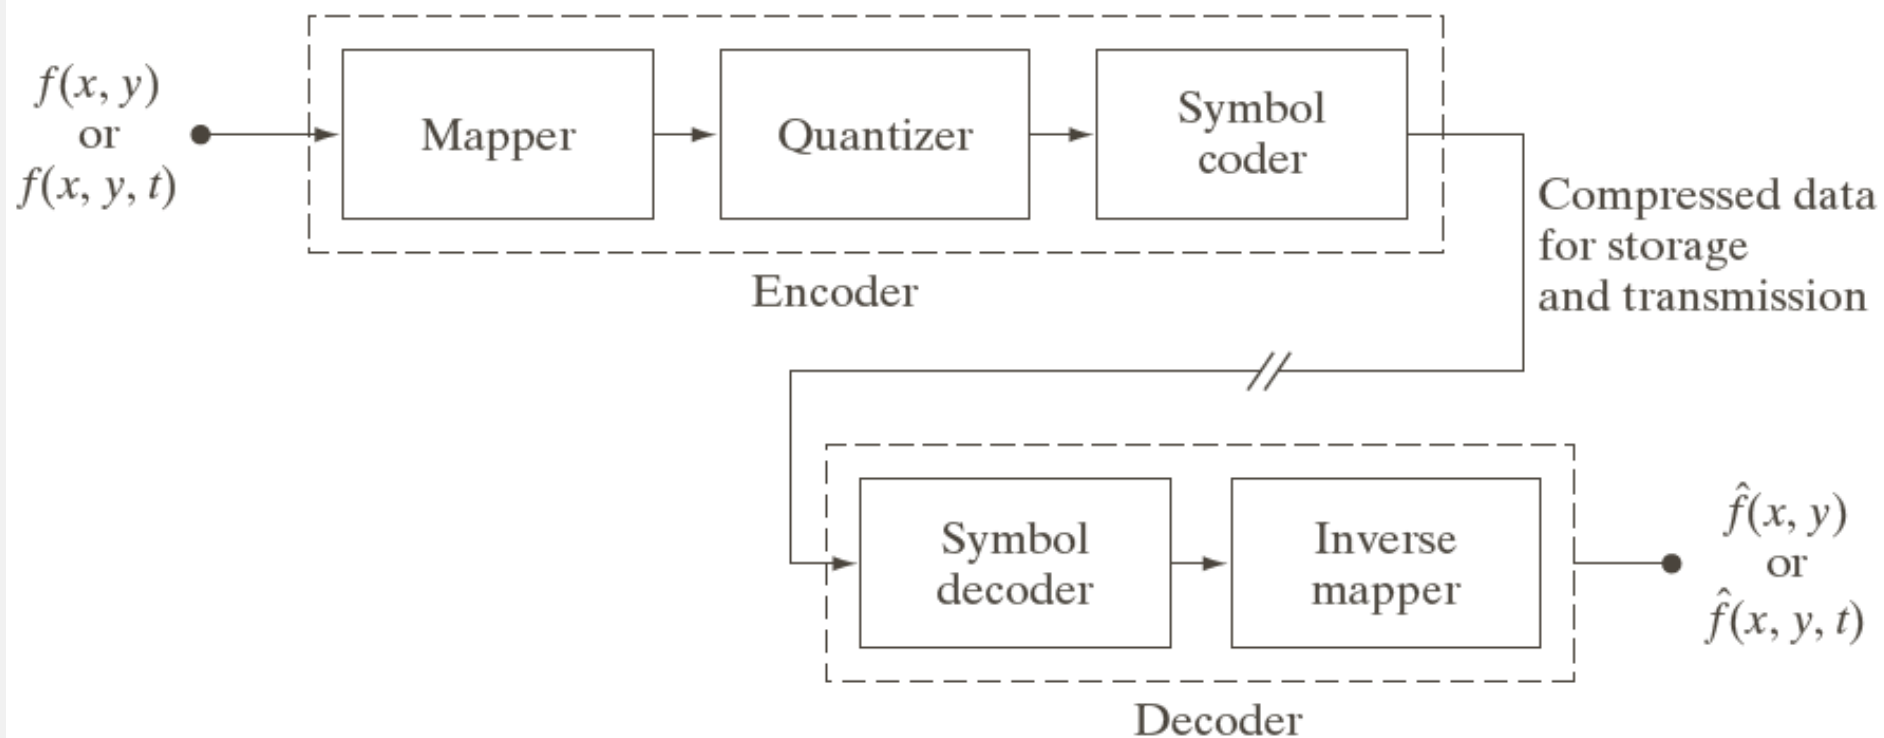 f(x, y)
or
f(x, y, t)
Mapper
Quantizer
Symbol
coder
Encoder
Compressed data
for storage
and transmission
Symbol
decoder
Inverse
mapper
Decoder
f̂(x, y)
or
f̂(x, y, t)